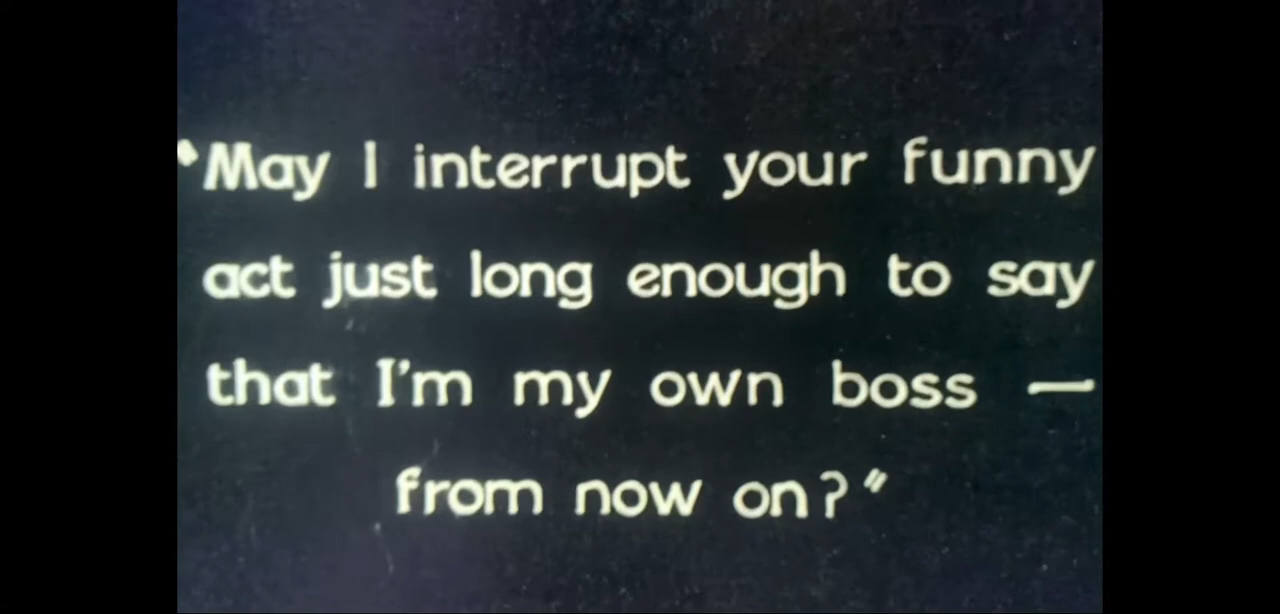 "May I interrupt your funny
act just long enough to say
that I'm my own boss —
from now on?"